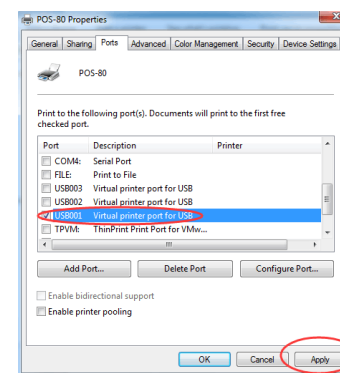 POS-80 Properties
General Sharing Ports Advanced Color Management Security Device Settings
POS-80
Print to the following port(s). Documents will print to the first free
checked port.
Port Description Printer
COM4: Serial Port
FILE: Print to File
USB003 Virtual printer port for USB
USB002 Virtual printer port for USB
USB001 Virtual printer port for USB
TPVM: ThinPrint Print Port for VMw...
Add Port... Delete Port Configure Port...
Enable bidirectional support
Enable printer pooling
OK Cancel Apply